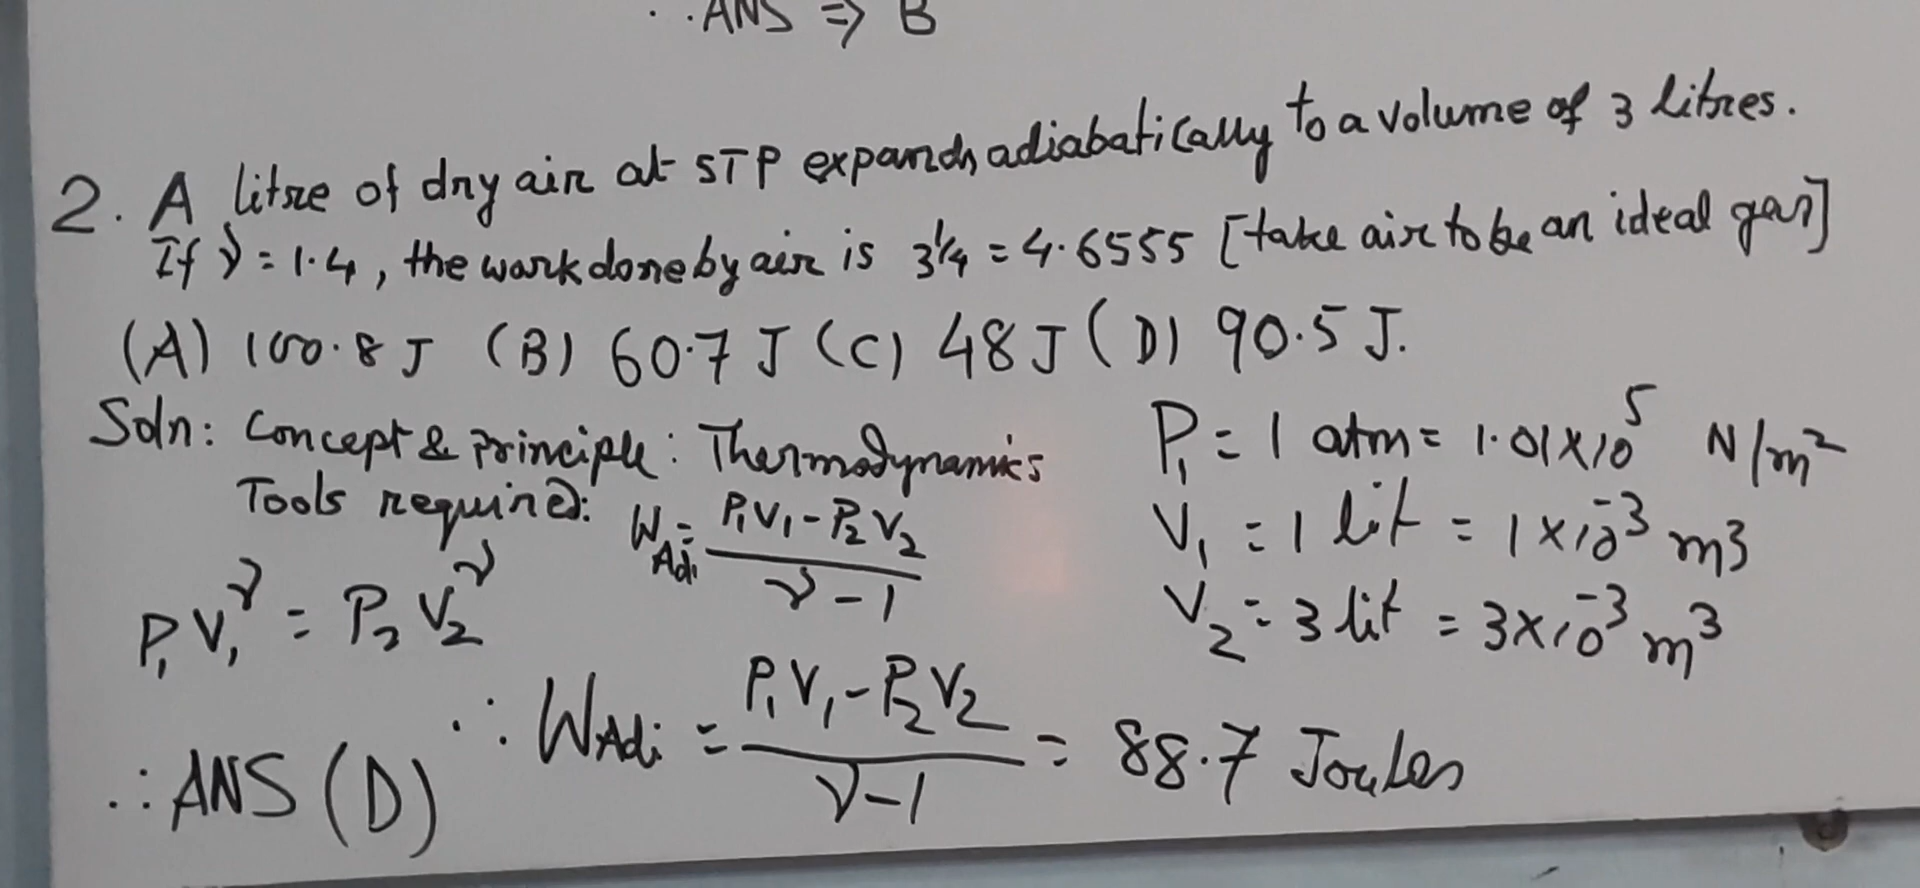 ∴ ANS ⇒ B
2. A litre of dry air at STP expands adiabatically to a volume of 3 litres.
If γ = 1.4, the work done by air is 3^1/4 = 4.6555 [take air to be an ideal gas]
(A) 100.8 J (B) 60.7 J (C) 48 J (D) 90.5 J.
Soln: Concept & principle: Thermodynamics
Tools required: W_Adi = (P₁V₁ - P₂V₂)/(γ - 1)
P₁V₁^γ = P₂V₂^γ
P₁ = 1 atm = 1.01 × 10⁵ N/m²
V₁ = 1 lit = 1 × 10⁻³ m³
V₂ = 3 lit = 3 × 10⁻³ m³
∴ W_Adi = (P₁V₁ - P₂V₂)/(γ - 1) = 88.7 Joules
∴ ANS (D)